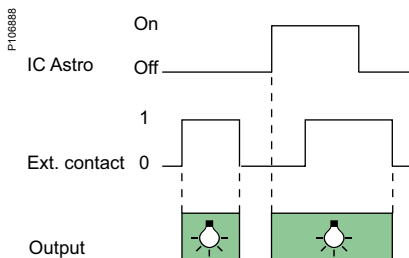 P106888
On
IC Astro
Off
1
Ext. contact 0
Output